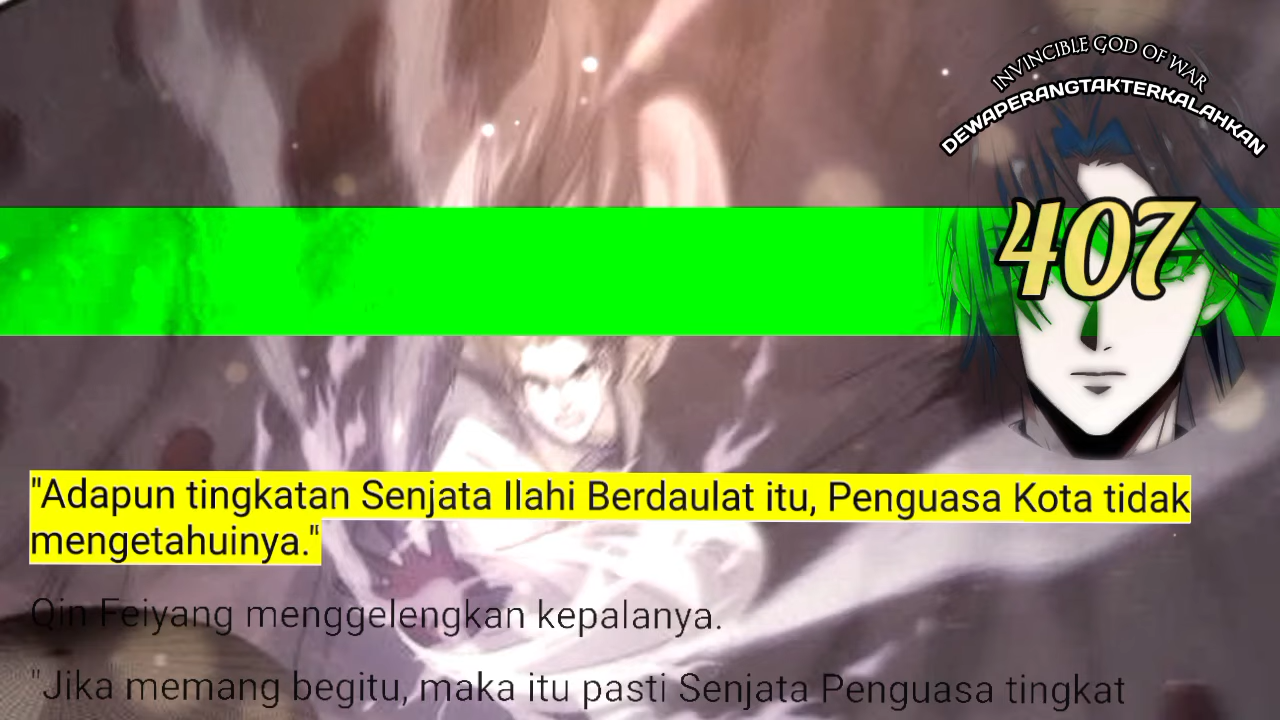 INVINCIBLE GOD OF WAR
DEWAPERANGTAKTERKALAHKAN
407
"Adapun tingkatan Senjata Ilahi Berdaulat itu, Penguasa Kota tidak
mengetahuinya."
Qin Feiyang menggelengkan kepalanya.
"Jika memang begitu, maka itu pasti Senjata Penguasa tingkat